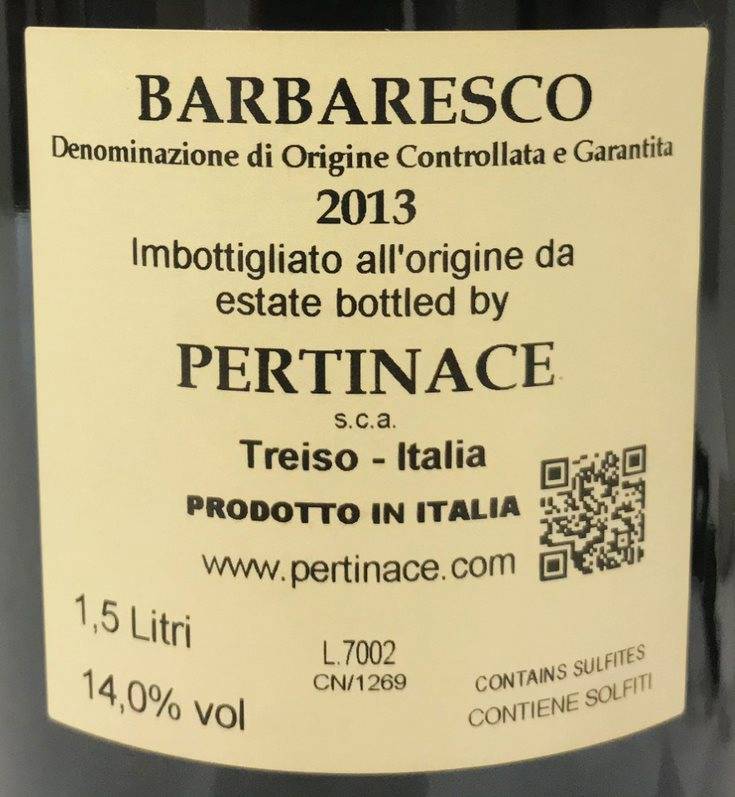 BARBARESCO
Denominazione di Origine Controllata e Garantita
2013
Imbottigliato all'origine da
estate bottled by
PERTINACE
s.c.a.
Treiso - Italia
PRODOTTO IN ITALIA
www.pertinace.com
1,5 Litri
14,0% vol
L.7002
CN/1269
CONTAINS SULFITES
CONTIENE SOLFITI